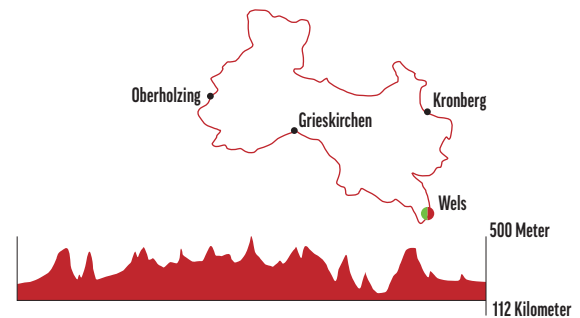 Oberholzing
Kronberg
Grieskirchen
Wels
500 Meter
112 Kilometer